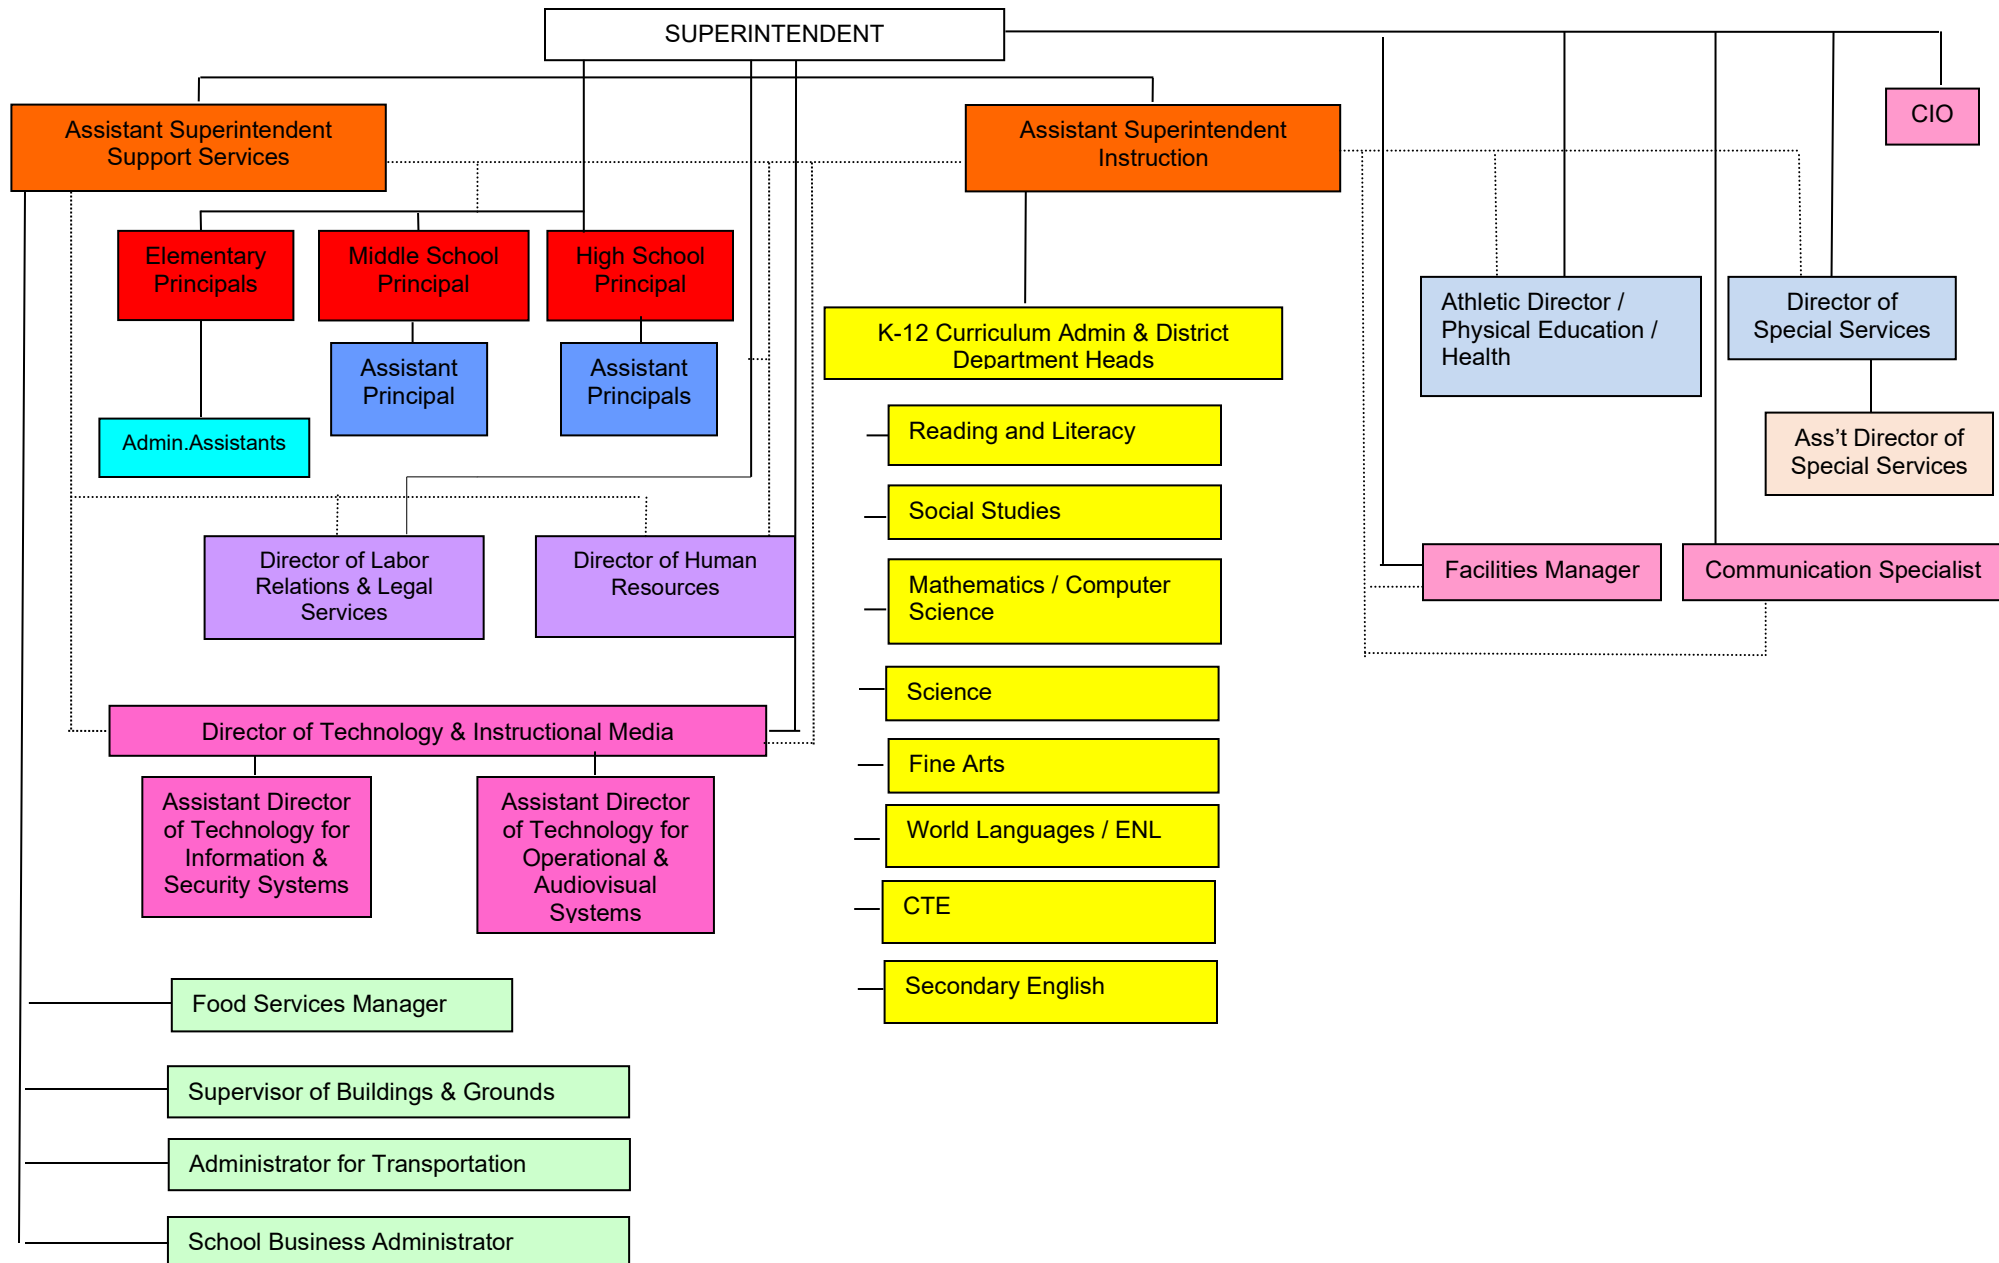 SUPERINTENDENT
CIO
Assistant Superintendent
Support Services
Assistant Superintendent
Instruction
Elementary
Principals
Middle School
Principal
High School
Principal
Assistant
Principal
Assistant
Principals
Admin.Assistants
K-12 Curriculum Admin & District
Department Heads
Athletic Director /
Physical Education /
Health
Director of
Special Services
Ass’t Director of
Special Services
Reading and Literacy
Social Studies
Mathematics / Computer
Science
Science
Fine Arts
World Languages / ENL
CTE
Secondary English
Director of Labor
Relations & Legal
Services
Director of Human
Resources
Facilities Manager
Communication Specialist
Director of Technology & Instructional Media
Assistant Director
of Technology for
Information &
Security Systems
Assistant Director
of Technology for
Operational &
Audiovisual
Systems
Food Services Manager
Supervisor of Buildings & Grounds
Administrator for Transportation
School Business Administrator